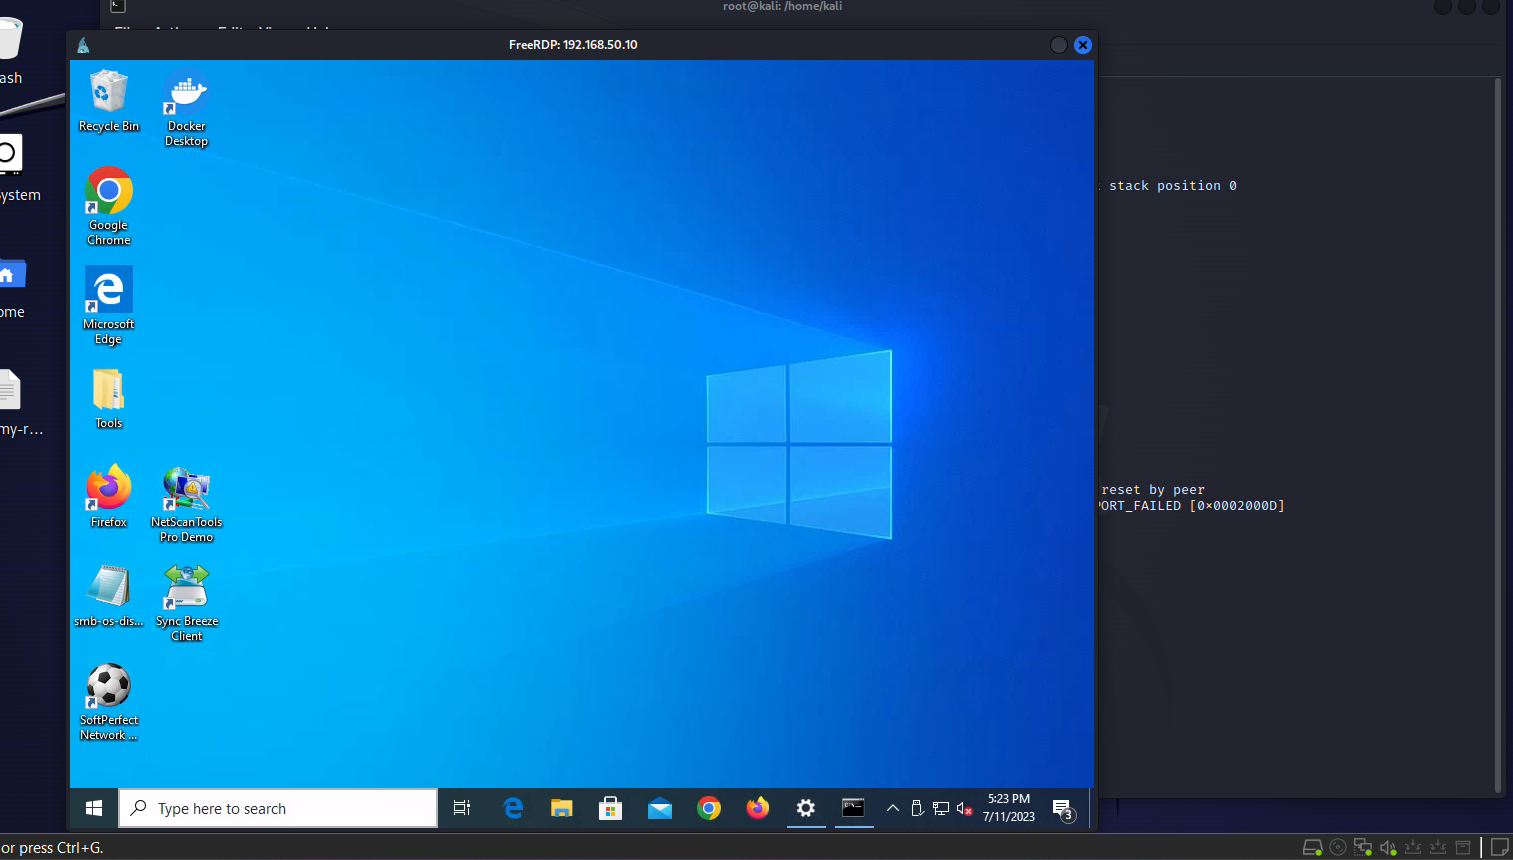 root@kali: /home/kali
FreeRDP: 192.168.50.10
ash
System
ome
my-r...
Recycle Bin
Docker
Desktop
Google
Chrome
Microsoft
Edge
Tools
Firefox
NetScanTools
Pro Demo
smb-os-dis...
Sync Breeze
Client
SoftPerfect
Network ...
stack position 0
reset by peer
PORT_FAILED [0×0002000D]
Type here to search
5:23 PM
7/11/2023
3
or press Ctrl+G.